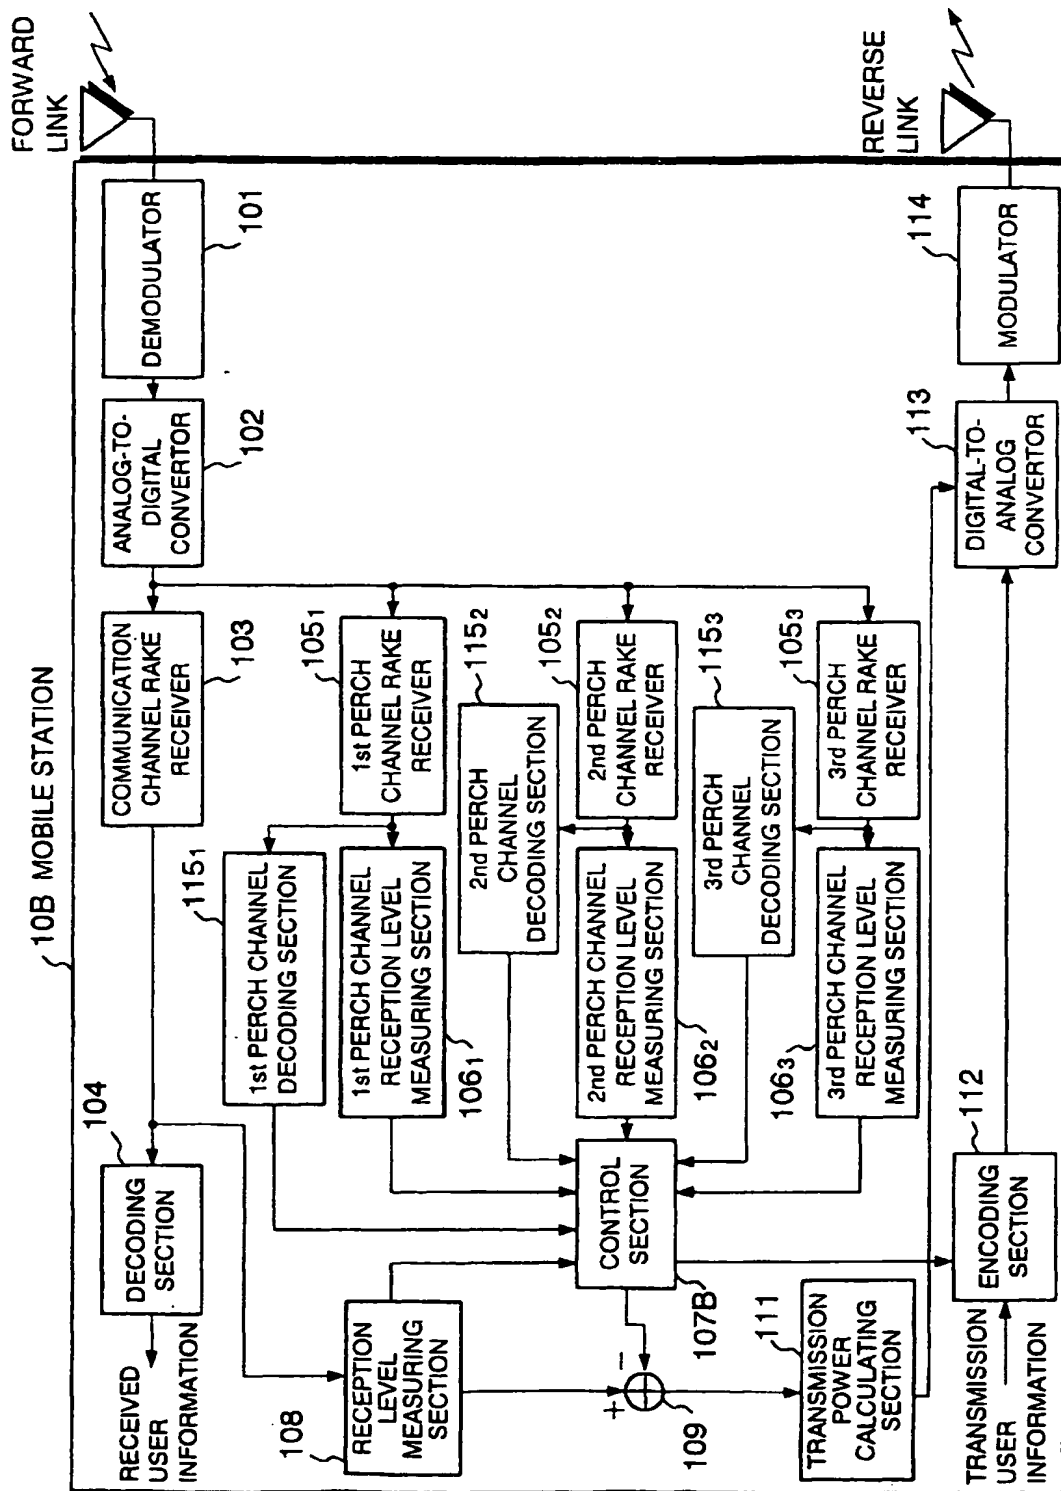 10B MOBILE STATION
FORWARD
LINK
DEMODULATOR
101
ANALOG-TO-
DIGITAL
CONVERTOR
102
COMMUNICATION
CHANNEL RAKE
RECEIVER
103
104
DECODING
SECTION
RECEIVED
USER
INFORMATION
1st PERCH
CHANNEL RAKE
RECEIVER
105₁
115₁
1st PERCH CHANNEL
DECODING SECTION
1st PERCH CHANNEL
RECEPTION LEVEL
MEASURING SECTION
106₁
2nd PERCH
CHANNEL
DECODING SECTION
115₂
2nd PERCH
CHANNEL RAKE
RECEIVER
105₂
2nd PERCH CHANNEL
RECEPTION LEVEL
MEASURING SECTION
106₂
3rd PERCH
CHANNEL
DECODING SECTION
115₃
3rd PERCH
CHANNEL RAKE
RECEIVER
105₃
3rd PERCH CHANNEL
RECEPTION LEVEL
MEASURING SECTION
106₃
CONTROL
SECTION
107B
RECEPTION
LEVEL
MEASURING
SECTION
108
+
−
109
111
TRANSMISSION
POWER
CALCULATING
SECTION
TRANSMISSION
USER
INFORMATION
112
ENCODING
SECTION
113
DIGITAL-TO-
ANALOG
CONVERTOR
114
MODULATOR
REVERSE
LINK